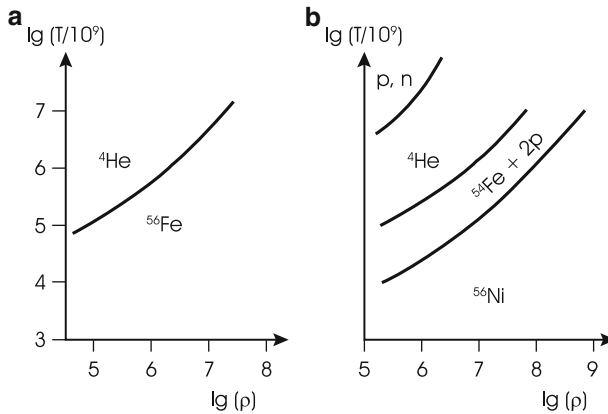 a
lg (T/10⁹)
7
6
5
4
3
⁴He
⁵⁶Fe
5 6 7 8
lg (ρ)
b
lg (T/10⁹)
p, n
⁴He
⁵⁴Fe + 2p
⁵⁶Ni
5 6 7 8 9
lg (ρ)